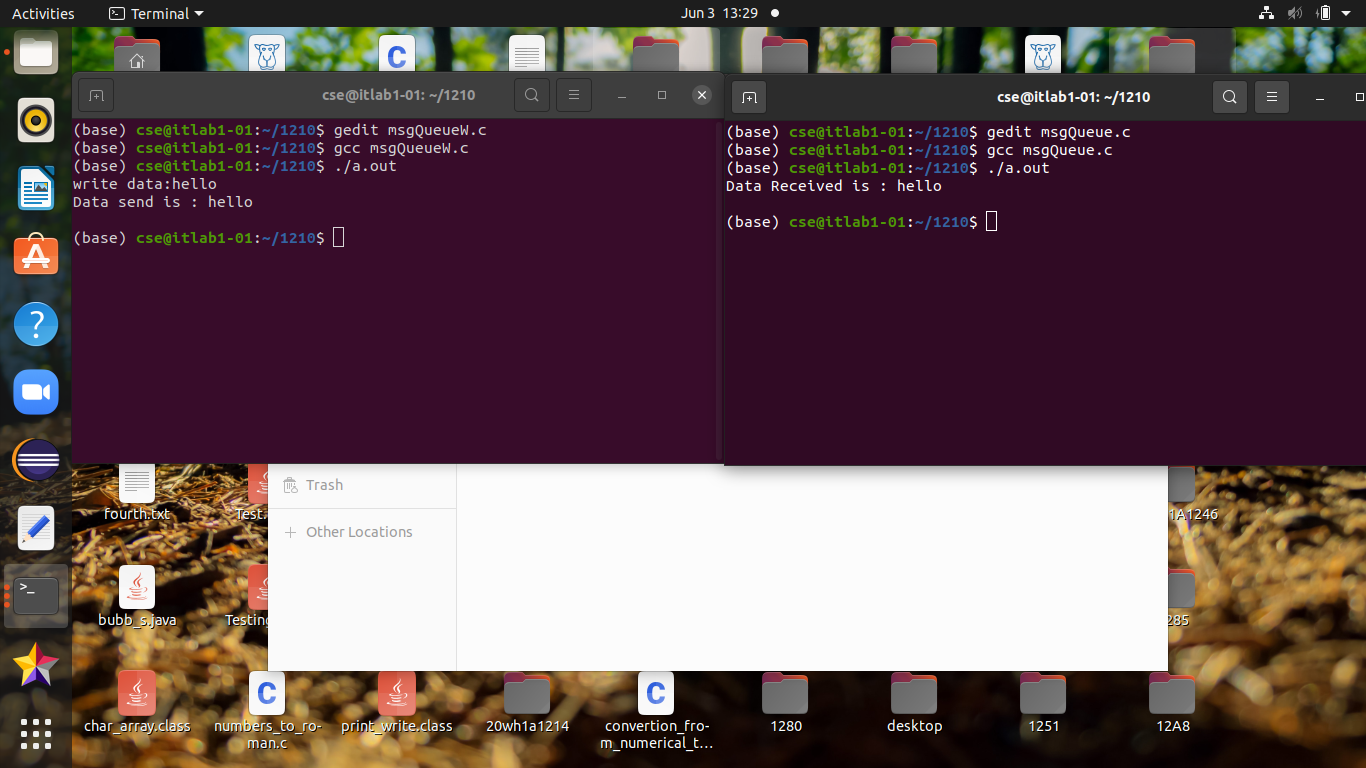 Activities
Terminal
Jun 3 13:29
cse@itlab1-01: ~/1210
(base) cse@itlab1-01:~/1210$ gedit msgQueueW.c
(base) cse@itlab1-01:~/1210$ gcc msgQueueW.c
(base) cse@itlab1-01:~/1210$ ./a.out
write data:hello
Data send is : hello
(base) cse@itlab1-01:~/1210$
cse@itlab1-01: ~/1210
(base) cse@itlab1-01:~/1210$ gedit msgQueue.c
(base) cse@itlab1-01:~/1210$ gcc msgQueue.c
(base) cse@itlab1-01:~/1210$ ./a.out
Data Received is : hello
(base) cse@itlab1-01:~/1210$
Trash
Other Locations
fourth.txt
Test.
1A1246
bubb_s.java
Testing
285
char_array.class
numbers_to_ro-
man.c
print_write.class
20wh1a1214
convertion_fro-
m_numerical_t...
1280
desktop
1251
12A8